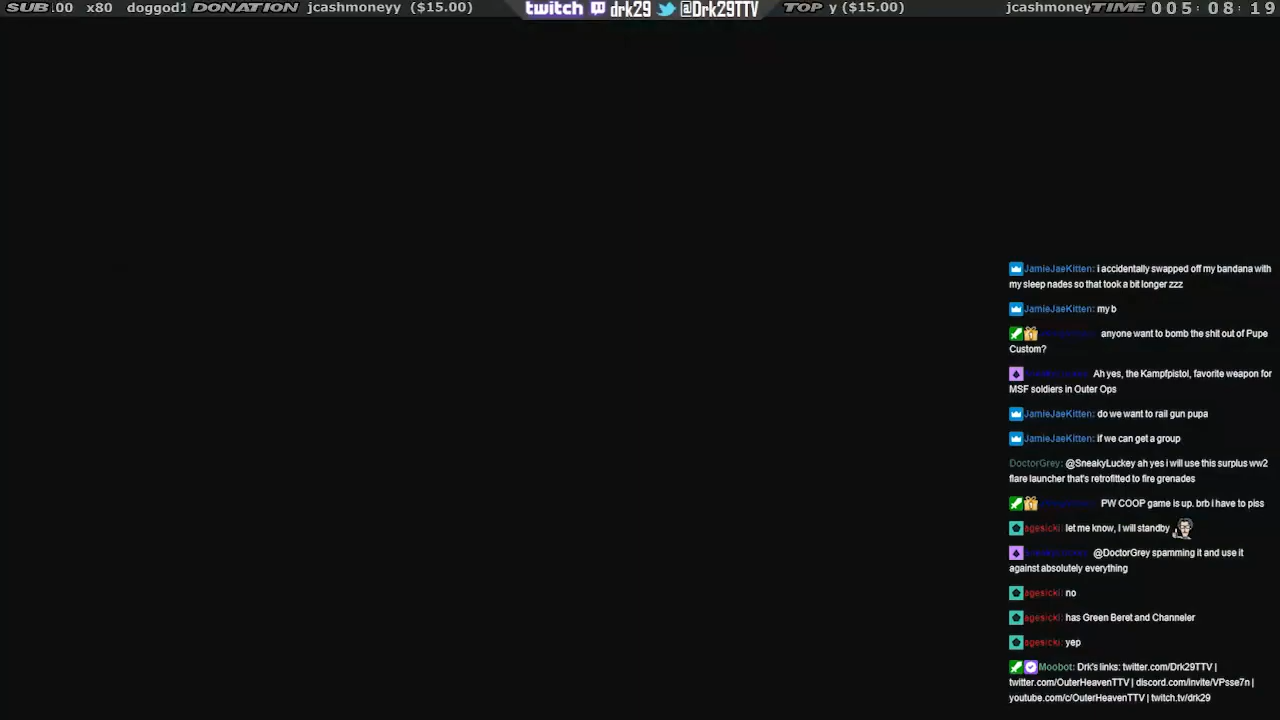 SUB .00 x80 doggod1 DONATION jcashmoneyy ($15.00) twitch drk29 @Drk29TTV TOP y ($15.00) jcashmoney TIME 005:08:19
JamieJaeKitten: i accidentally swapped off my bandana with
my sleep nades so that took a bit longer zzz
JamieJaeKitten: my b
anyone want to bomb the shit out of Pupe
Custom?
Ah yes, the Kampfpistol, favorite weapon for
MSF soldiers in Outer Ops
JamieJaeKitten: do we want to rail gun pupa
JamieJaeKitten: if we can get a group
DoctorGrey: @SneakyLuckey ah yes i will use this surplus ww2
flare launcher that's retrofitted to fire grenades
PW COOP game is up. brb i have to piss
agesicki: let me know, I will standby
@DoctorGrey spamming it and use it
against absolutely everything
agesicki: no
agesicki: has Green Beret and Channeler
agesicki: yep
Moobot: Drk's links: twitter.com/Drk29TTV |
twitter.com/OuterHeavenTTV | discord.com/invite/VPsse7n |
youtube.com/c/OuterHeavenTTV | twitch.tv/drk29